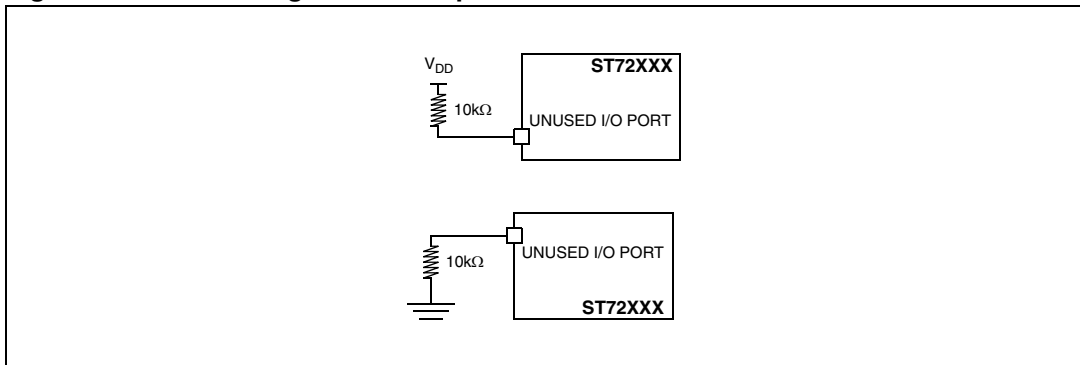 V_DD
ST72XXX
10kΩ
UNUSED I/O PORT
UNUSED I/O PORT
10kΩ
ST72XXX